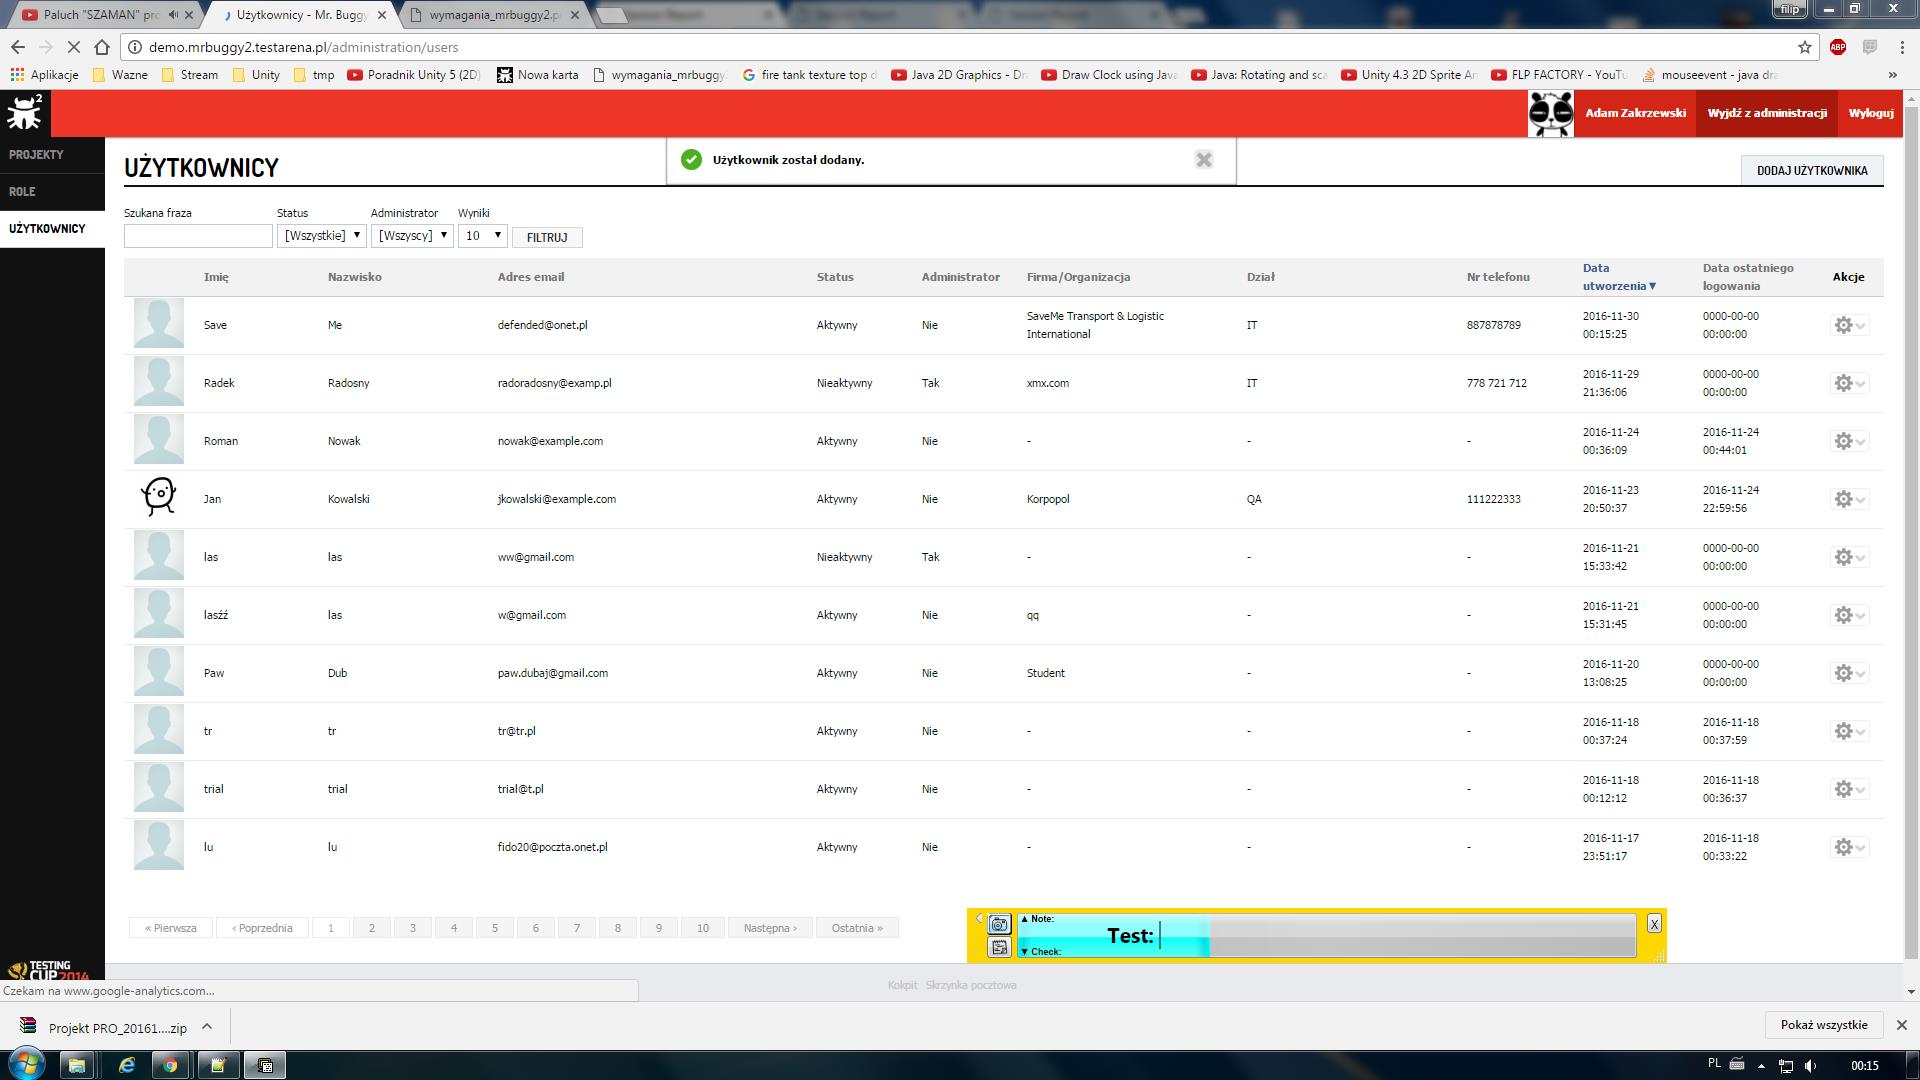 Paluch "SZAMAN" pro
Użytkownicy - Mr. Buggy
wymagania_mrbuggy2.p
filip
demo.mrbuggy2.testarena.pl/administration/users
ABP
Aplikacje Wazne Stream Unity tmp Poradnik Unity 5 (2D) Nowa karta wymagania_mrbuggy. fire tank texture top d Java 2D Graphics - Dr Draw Clock using Java Java: Rotating and sca Unity 4.3 2D Sprite An FLP FACTORY - YouTu mouseevent - java dra »
2
Adam Zakrzewski Wyjdź z administracji Wyloguj
PROJEKTY
ROLE
UŻYTKOWNICY
UŻYTKOWNICY
Użytkownik został dodany.
DODAJ UŻYTKOWNIKA
Szukana fraza Status Administrator Wyniki
[Wszystkie] [Wszyscy] 10 FILTRUJ
Imię Nazwisko Adres email Status Administrator Firma/Organizacja Dział Nr telefonu Data utworzenia▼ Data ostatniego logowania Akcje
Save Me defended@onet.pl Aktywny Nie SaveMe Transport & Logistic International IT 887878789 2016-11-30 00:15:25 0000-00-00 00:00:00
Radek Radosny radoradosny@examp.pl Nieaktywny Tak xmx.com IT 778 721 712 2016-11-29 21:36:06 0000-00-00 00:00:00
Roman Nowak nowak@example.com Aktywny Nie - - - 2016-11-24 00:36:09 2016-11-24 00:44:01
Jan Kowalski jkowalski@example.com Aktywny Nie Korpopol QA 111222333 2016-11-23 20:50:37 2016-11-24 22:59:56
las las ww@gmail.com Nieaktywny Tak - - - 2016-11-21 15:33:42 0000-00-00 00:00:00
lasźź las w@gmail.com Aktywny Nie qq - - 2016-11-21 15:31:45 0000-00-00 00:00:00
Paw Dub paw.dubaj@gmail.com Aktywny Nie Student - - 2016-11-20 13:08:25 0000-00-00 00:00:00
tr tr tr@tr.pl Aktywny Nie - - - 2016-11-18 00:37:24 2016-11-18 00:37:59
trial trial trial@t.pl Aktywny Nie - - - 2016-11-18 00:12:12 2016-11-18 00:36:37
lu lu fido20@poczta.onet.pl Aktywny Nie - - - 2016-11-17 23:51:17 2016-11-18 00:33:22
« Pierwsza ‹ Poprzednia 1 2 3 4 5 6 7 8 9 10 Następna › Ostatnia »
▲ Note:
Test:
▼ Check:
X
TESTING
CUP 2014
Czekam na www.google-analytics.com...
Kokpit Skrzynka pocztowa
Projekt PRO_20161....zip
Pokaż wszystkie
PL
00:15